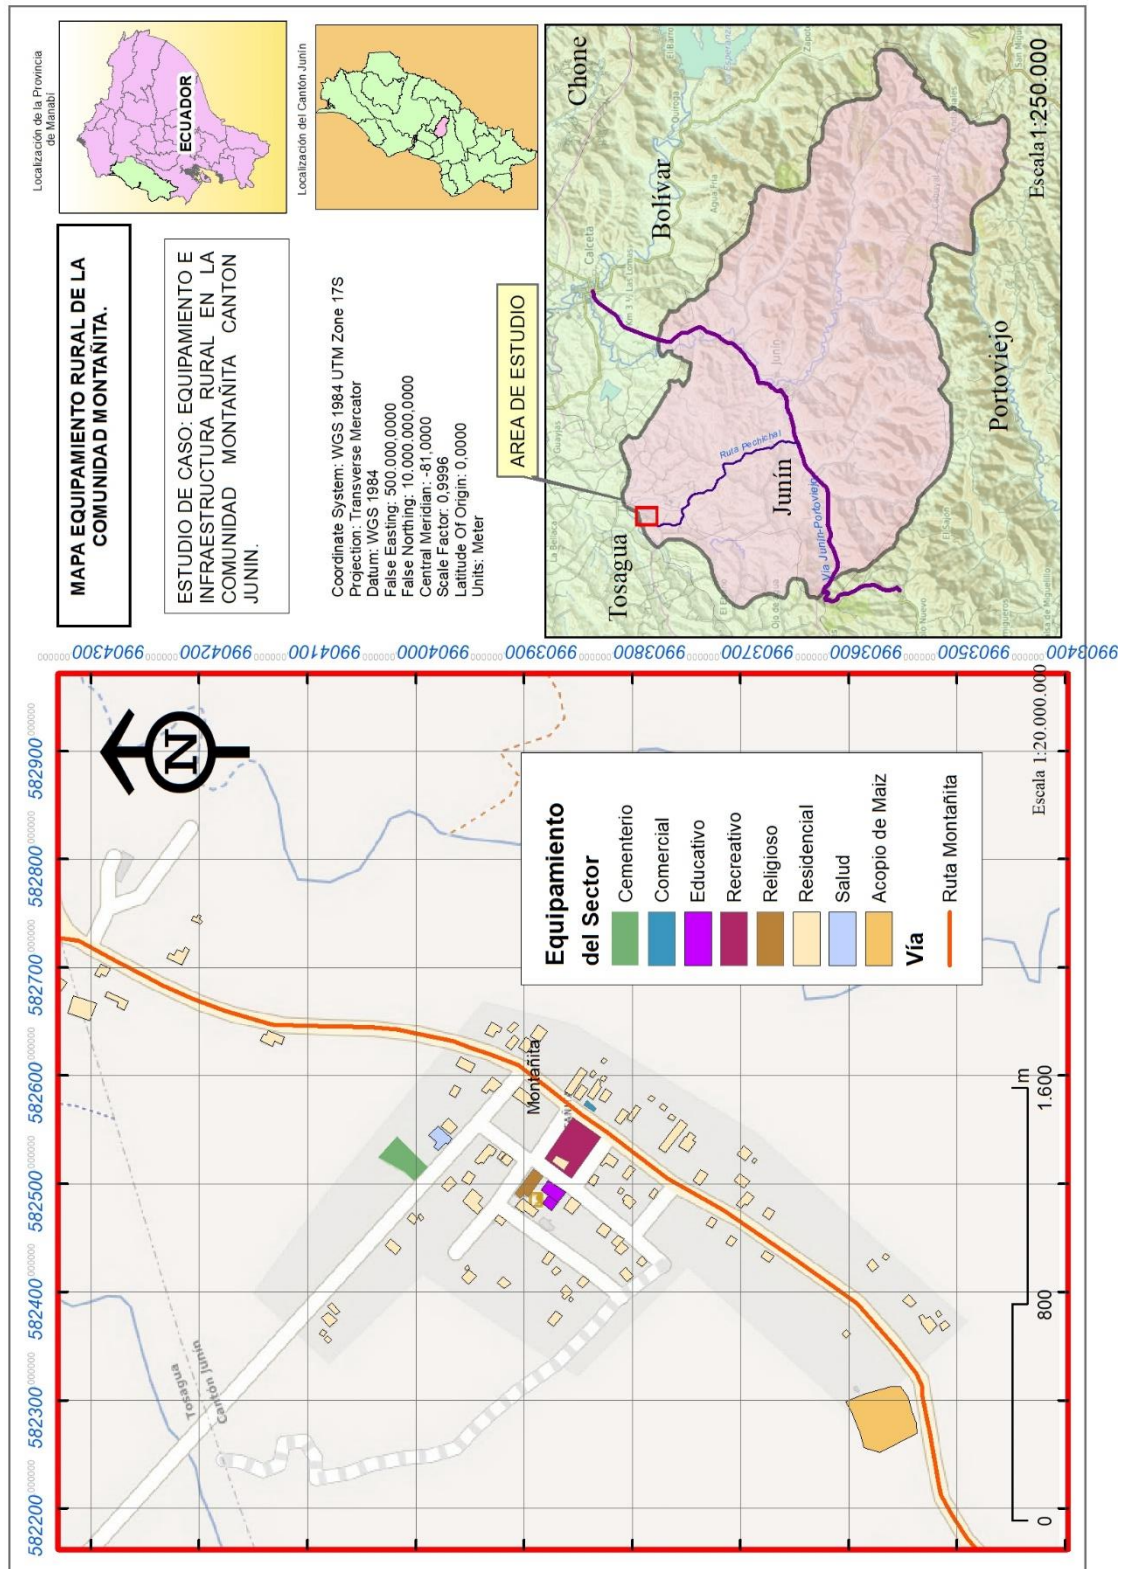 MAPA EQUIPAMIENTO RURAL DE LA
COMUNIDAD MONTAÑITA.
ESTUDIO DE CASO: EQUIPAMIENTO E
INFRAESTRUCTURA RURAL EN LA
COMUNIDAD MONTAÑITA CANTON
JUNIN.
Coordinate System: WGS 1984 UTM Zone 17S
Projection: Transverse Mercator
Datum: WGS 1984
False Easting: 500.000,0000
False Northing: 10.000.000,0000
Central Meridian: -81,0000
Scale Factor: 0,9996
Latitude Of Origin: 0,0000
Units: Meter
Localización de la Provincia
de Manabí
ECUADOR
Localización del Cantón Junín
AREA DE ESTUDIO
Tosagua
Chone
Bolívar
Junín
Portoviejo
Calceta
Quiroga
Agua Fria
Junín
Ruta Pechichal
Vía Junín-Portoviejo
Escala 1:250.000
582200
582300
582400
582500
582600
582700
582800
582900
9904300
9904200
9904100
9904000
9903900
9903800
9903700
9903600
9903500
9903400
N
Tosagua
Cantón Junín
Montañita
Equipamiento
del Sector
Cementerio
Comercial
Educativo
Recreativo
Religioso
Residencial
Salud
Acopio de Maiz
Vía
Ruta Montañita
0
800
1.600
m
Escala 1:20.000.000